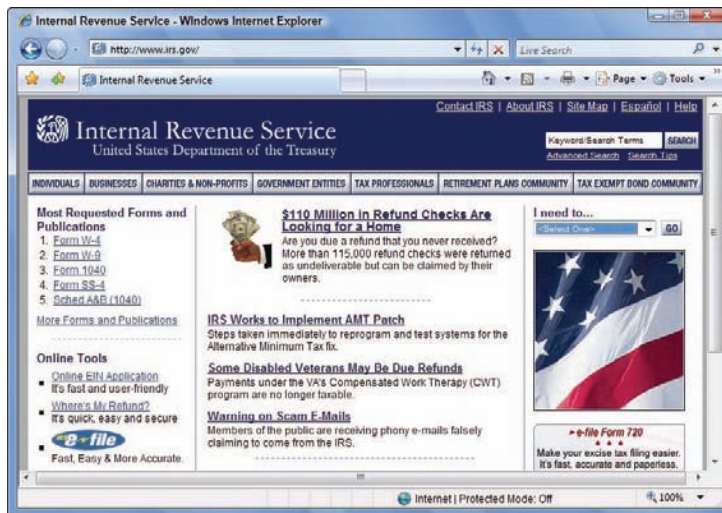 Internal Revenue Service - Windows Internet Explorer
http://www.irs.gov/
Live Search
Internal Revenue Service
Page
Tools
Contact IRS | About IRS | Site Map | Español | Help
Internal Revenue Service
United States Department of the Treasury
Keyword/Search Terms SEARCH
Advanced Search Search Tips
INDIVIDUALS BUSINESSES CHARITIES & NON-PROFITS GOVERNMENT ENTITIES TAX PROFESSIONALS RETIREMENT PLANS COMMUNITY TAX EXEMPT BOND COMMUNITY
Most Requested Forms and
Publications
1. Form W-4
2. Form W-9
3. Form 1040
4. Form SS-4
5. Sched A&B (1040)
More Forms and Publications
Online Tools
Online EIN Application
It's fast and user-friendly
Where's My Refund?
It's quick, easy and secure
e-file
Fast, Easy & More Accurate.
$110 Million in Refund Checks Are
Looking for a Home
Are you due a refund that you never received?
More than 115,000 refund checks were returned
as undeliverable but can be claimed by their
owners.
IRS Works to Implement AMT Patch
Steps taken immediately to reprogram and test systems for the
Alternative Minimum Tax fix.
Some Disabled Veterans May Be Due Refunds
Payments under the VA's Compensated Work Therapy (CWT)
program are no longer taxable.
Warning on Scam E-Mails
Members of the public are receiving phony e-mails falsely
claiming to come from the IRS.
I need to...
<Select One> GO
e-file Form 720
Make your excise tax filing easier.
It's fast, accurate and paperless.
Internet | Protected Mode: Off
100%